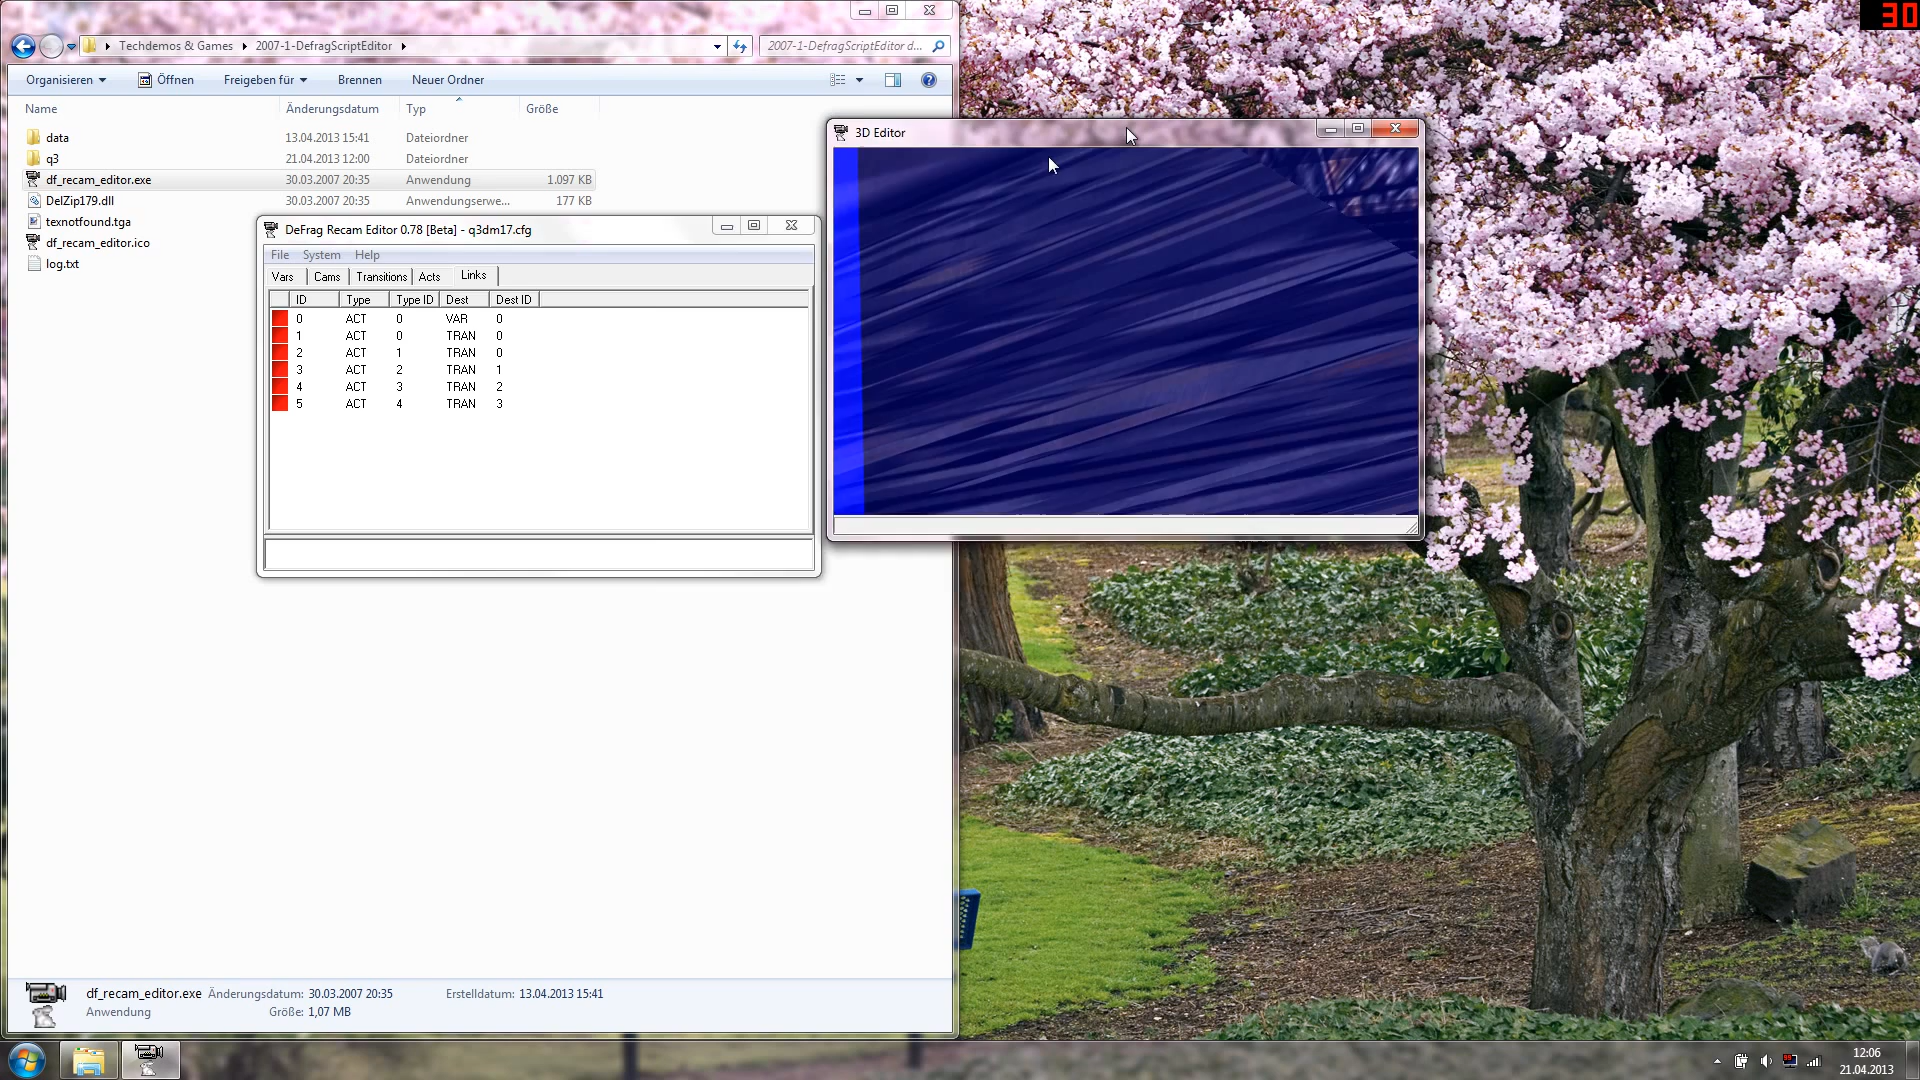 30
Techdemos & Games
2007-1-DefragScriptEditor
2007-1-DefragScriptEditor d...
Organisieren
Öffnen
Freigeben für
Brennen
Neuer Ordner
Name
Änderungsdatum
Typ
Größe
data 13.04.2013 15:41 Dateiordner
q3 21.04.2013 12:00 Dateiordner
df_recam_editor.exe 30.03.2007 20:35 Anwendung 1.097 KB
DelZip179.dll 30.03.2007 20:35 Anwendungserwe... 177 KB
texnotfound.tga
df_recam_editor.ico
log.txt
DeFrag Recam Editor 0.78 [Beta] - q3dm17.cfg
File System Help
Vars Cams Transitions Acts Links
ID Type Type ID Dest Dest ID
0 ACT 0 VAR 0
1 ACT 0 TRAN 0
2 ACT 1 TRAN 0
3 ACT 2 TRAN 1
4 ACT 3 TRAN 2
5 ACT 4 TRAN 3
3D Editor
df_recam_editor.exe Änderungsdatum: 30.03.2007 20:35 Erstelldatum: 13.04.2013 15:41
Anwendung Größe: 1,07 MB
12:06
21.04.2013